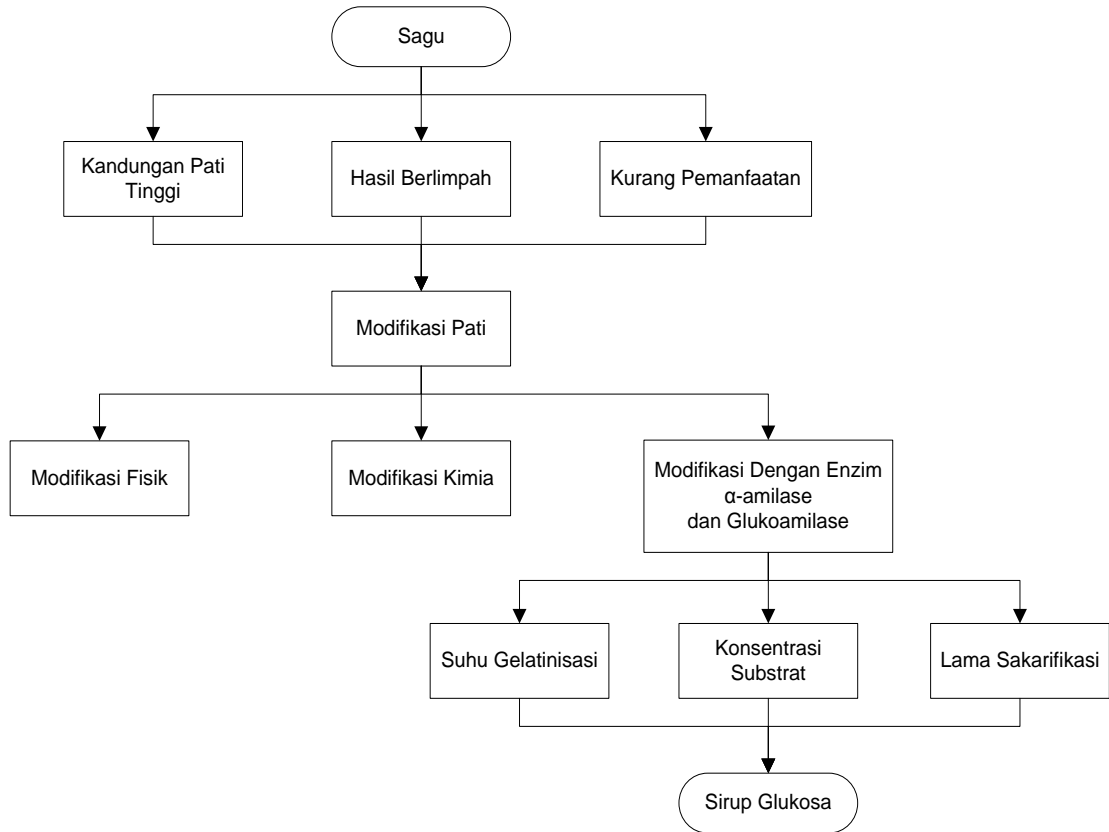 Sagu
Kandungan Pati
Tinggi
Hasil Berlimpah
Kurang Pemanfaatan
Modifikasi Pati
Modifikasi Fisik
Modifikasi Kimia
Modifikasi Dengan Enzim
α-amilase
dan Glukoamilase
Suhu Gelatinisasi
Konsentrasi
Substrat
Lama Sakarifikasi
Sirup Glukosa